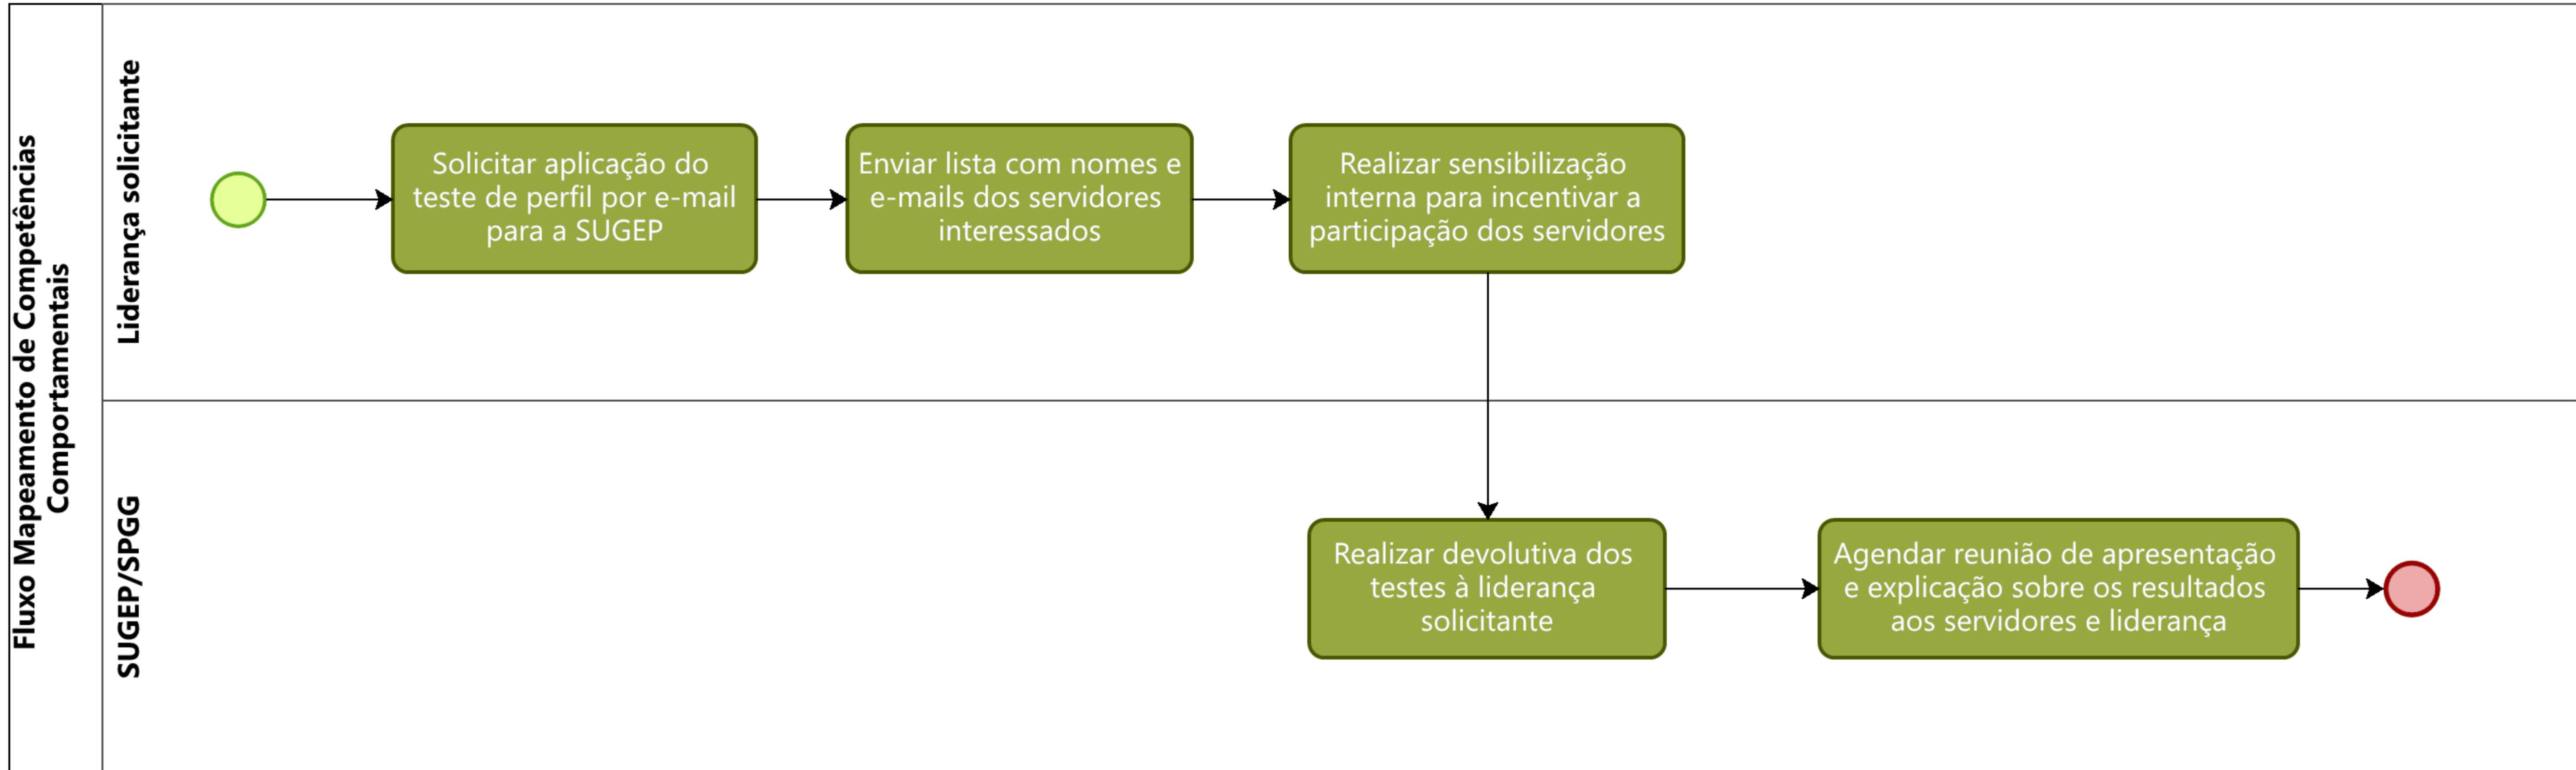 Fluxo Mapeamento de Competências
Comportamentais
Liderança solicitante
Solicitar aplicação do
teste de perfil por e-mail
para a SUGEP
Enviar lista com nomes e
e-mails dos servidores
interessados
Realizar sensibilização
interna para incentivar a
participação dos servidores
SUGEP/SPGG
Realizar devolutiva dos
testes à liderança
solicitante
Agendar reunião de apresentação
e explicação sobre os resultados
aos servidores e liderança